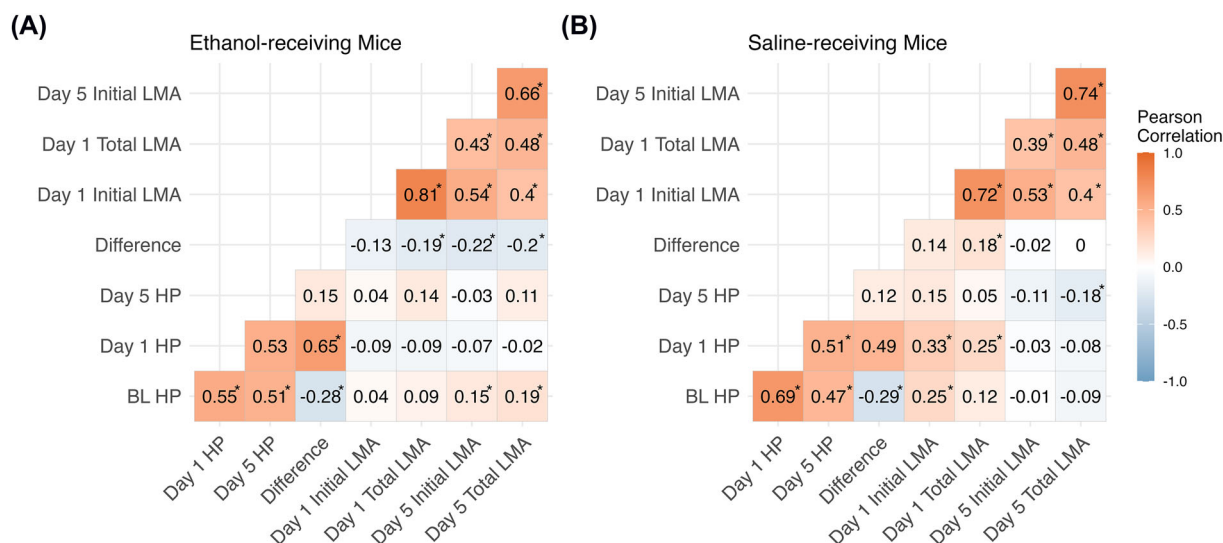 (A)
Ethanol-receiving Mice
Day 5 Initial LMA
0.66*
Day 1 Total LMA
0.43* 0.48*
Day 1 Initial LMA
0.81* 0.54* 0.4*
Difference
-0.13 -0.19* -0.22* -0.2*
Day 5 HP
0.15 0.04 0.14 -0.03 0.11
Day 1 HP
0.53 0.65* -0.09 -0.09 -0.07 -0.02
BL HP
0.55* 0.51* -0.28* 0.04 0.09 0.15* 0.19*
Day 1 HP
Day 5 HP
Difference
Day 1 Initial LMA
Day 1 Total LMA
Day 5 Initial LMA
Day 5 Total LMA
(B)
Saline-receiving Mice
Day 5 Initial LMA
0.74*
Day 1 Total LMA
0.39* 0.48*
Day 1 Initial LMA
0.72* 0.53* 0.4*
Difference
0.14 0.18* -0.02 0
Day 5 HP
0.12 0.15 0.05 -0.11 -0.18*
Day 1 HP
0.51* 0.49 0.33* 0.25* -0.03 -0.08
BL HP
0.69* 0.47* -0.29* 0.25* 0.12 -0.01 -0.09
Day 1 HP
Day 5 HP
Difference
Day 1 Initial LMA
Day 1 Total LMA
Day 5 Initial LMA
Day 5 Total LMA
Pearson
Correlation
1.0
0.5
0.0
-0.5
-1.0